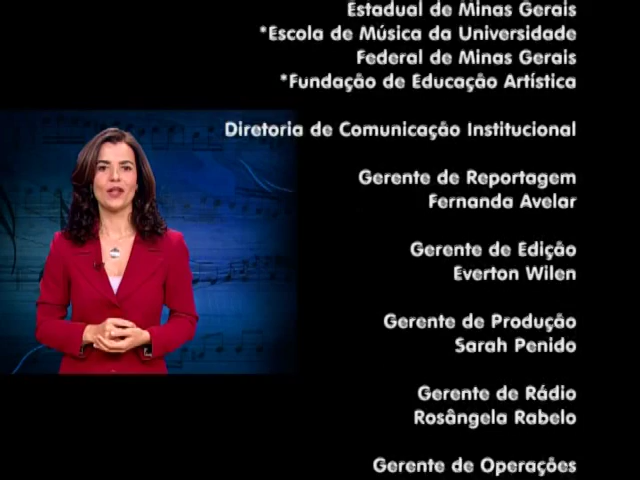 Estadual de Minas Gerais
*Escola de Música da Universidade
Federal de Minas Gerais
*Fundação de Educação Artística
Diretoria de Comunicação Institucional
Gerente de Reportagem
Fernanda Avelar
Gerente de Edição
Everton Wilen
Gerente de Produção
Sarah Penido
Gerente de Rádio
Rosângela Rabelo
Gerente de Operações